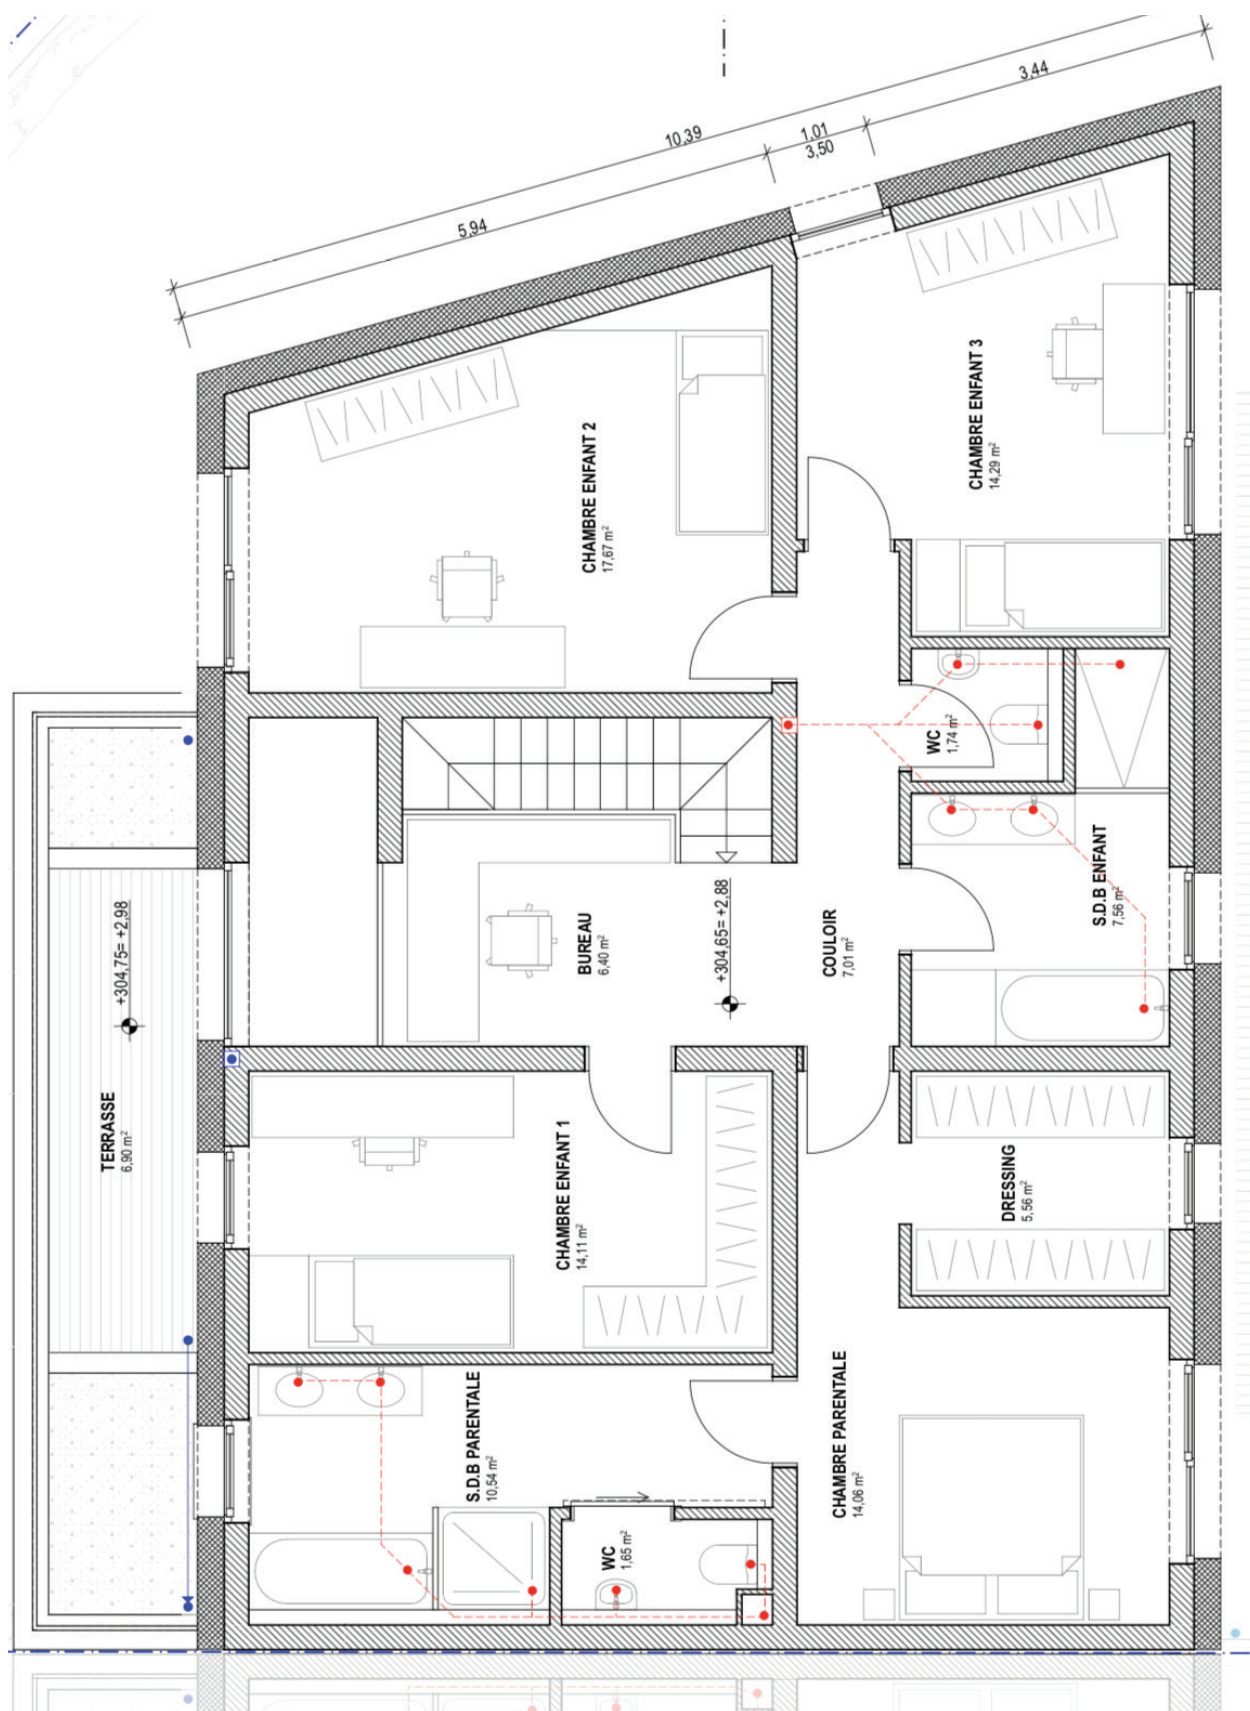 3,44
10,39
1,01
3,50
5,94
CHAMBRE ENFANT 3
14,29 m²
CHAMBRE ENFANT 2
17,67 m²
WC
1,74 m²
S.D.B ENFANT
7,56 m²
+304,75= +2,98
+304,65= +2,88
BUREAU
6,40 m²
COULOIR
7,01 m²
TERRASSE
6,90 m²
CHAMBRE ENFANT 1
14,11 m²
DRESSING
5,56 m²
S.D.B PARENTALE
10,54 m²
CHAMBRE PARENTALE
14,06 m²
WC
1,65 m²